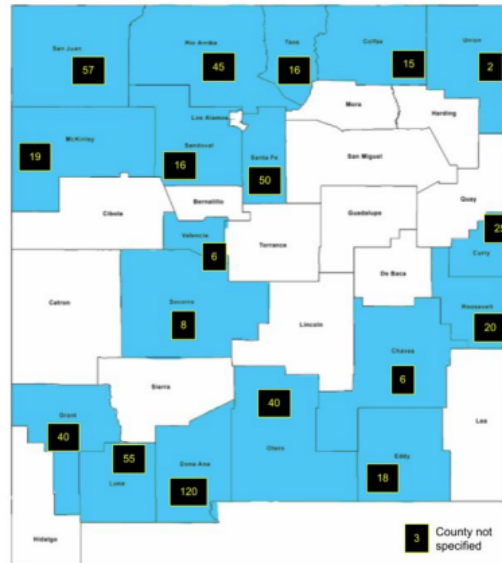 San Juan
Rio Arriba
Taos
Colfax
Union
57
45
16
15
2
Mora
Harding
Los Alamos
McKinley
Sandoval
Santa Fe
San Miguel
19
16
50
Quay
Bernalillo
Cibola
Guadalupe
25
Valencia
Torrance
Curry
6
De Baca
Catron
Socorro
Roosevelt
8
Lincoln
20
Chaves
6
Sierra
40
Grant
Lea
40
55
Otero
Eddy
Luna
Dona Ana
120
18
3 County not
specified
Hidalgo